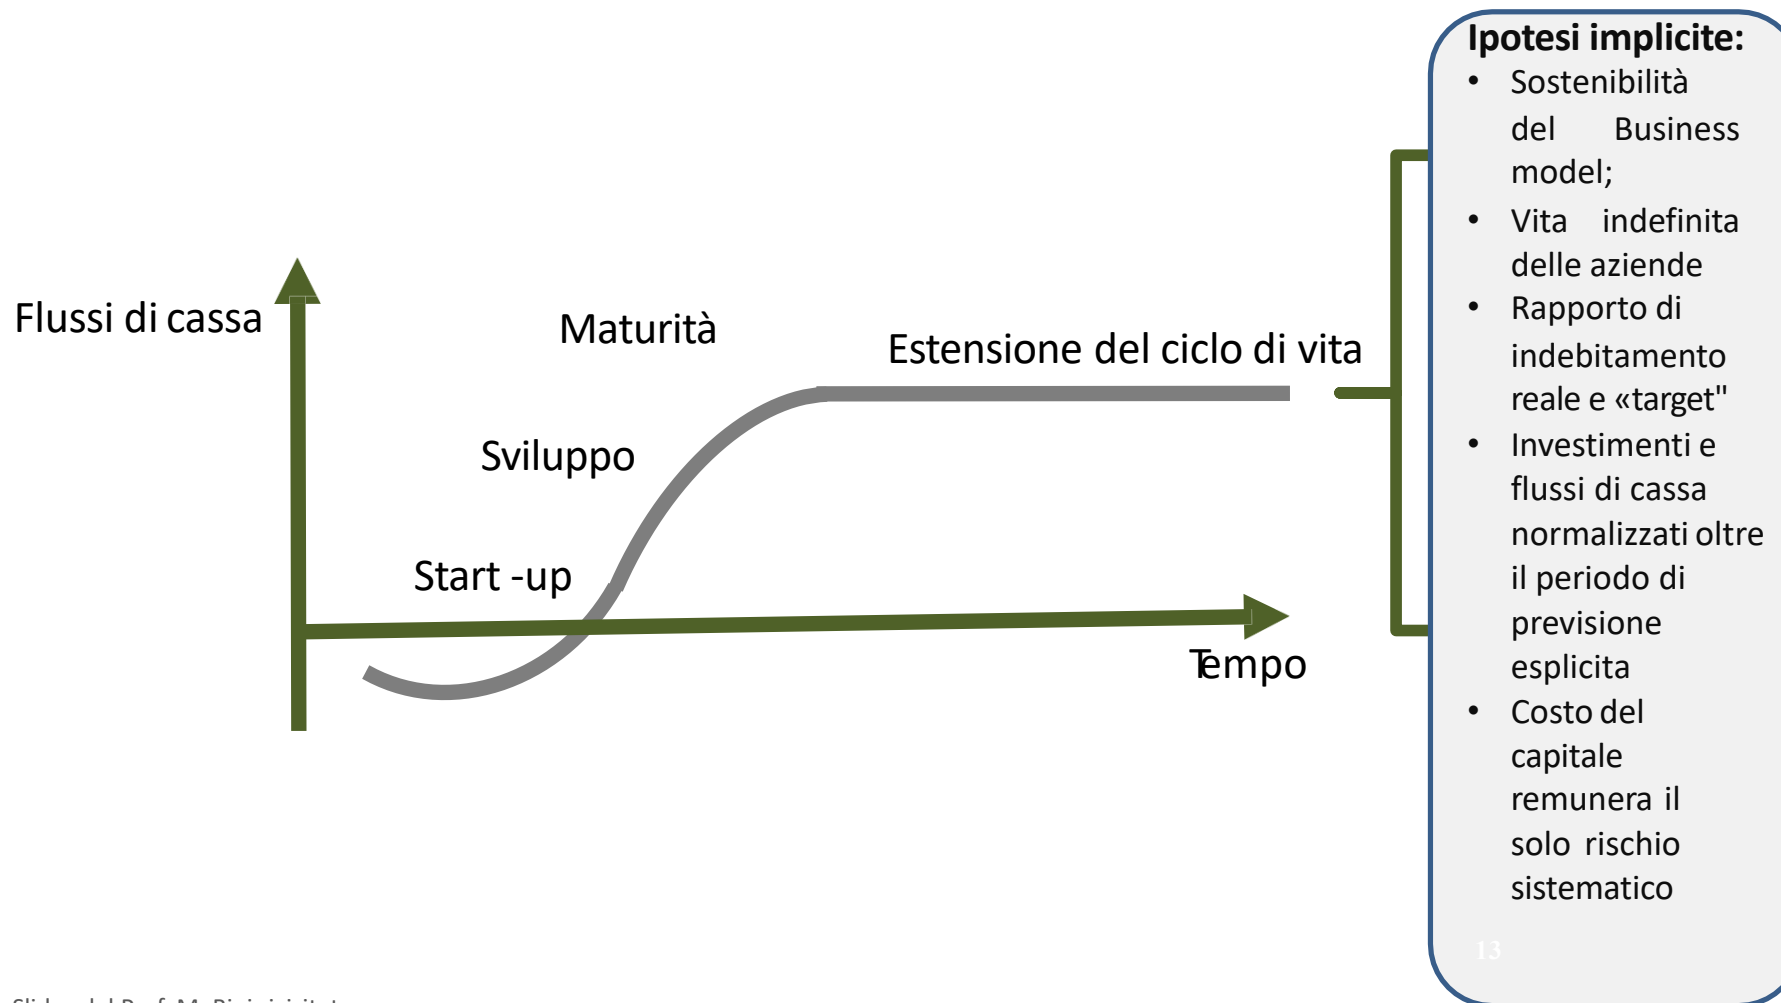 Flussi di cassa
Maturità
Estensione del ciclo di vita
Sviluppo
Start -up
Tempo
Ipotesi implicite:
• Sostenibilità
del Business
model;
• Vita indefinita
delle aziende
• Rapporto di
indebitamento
reale e «target"
• Investimenti e
flussi di cassa
normalizzati oltre
il periodo di
previsione
esplicita
• Costo del
capitale
remunera il
solo rischio
sistematico
13